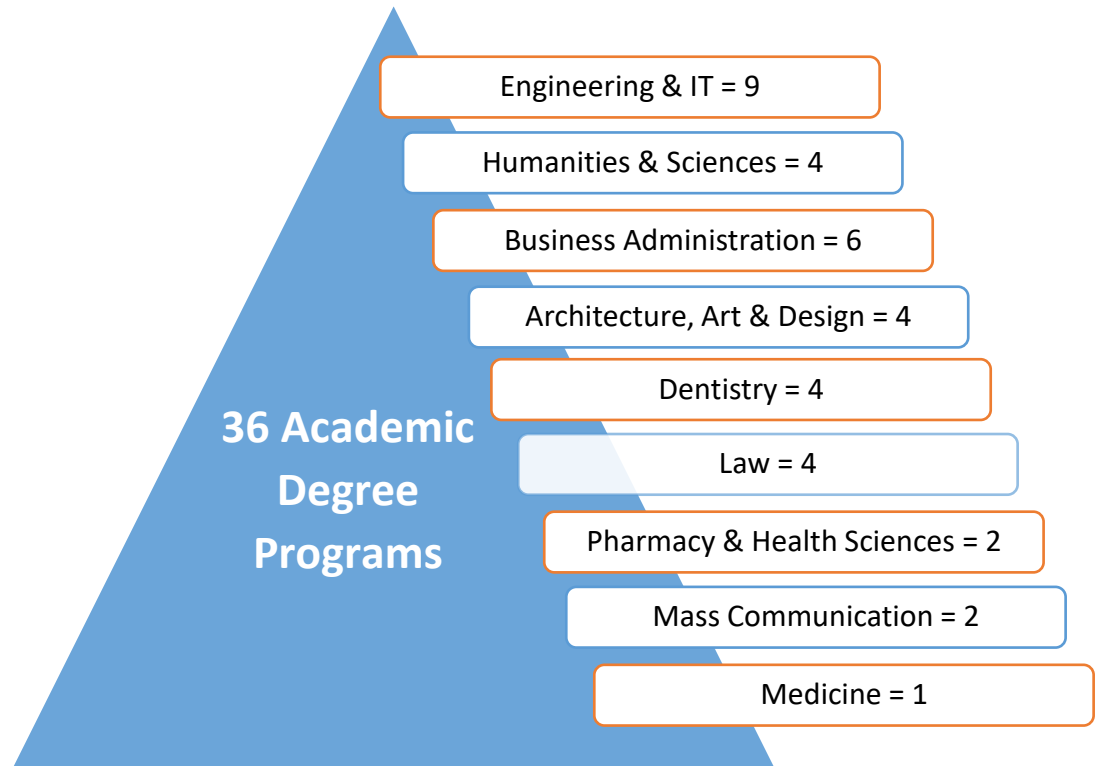 Engineering & IT = 9
Humanities & Sciences = 4
Business Administration = 6
Architecture, Art & Design = 4
Dentistry = 4
Law = 4
Pharmacy & Health Sciences = 2
Mass Communication = 2
Medicine = 1
36 Academic
Degree
Programs